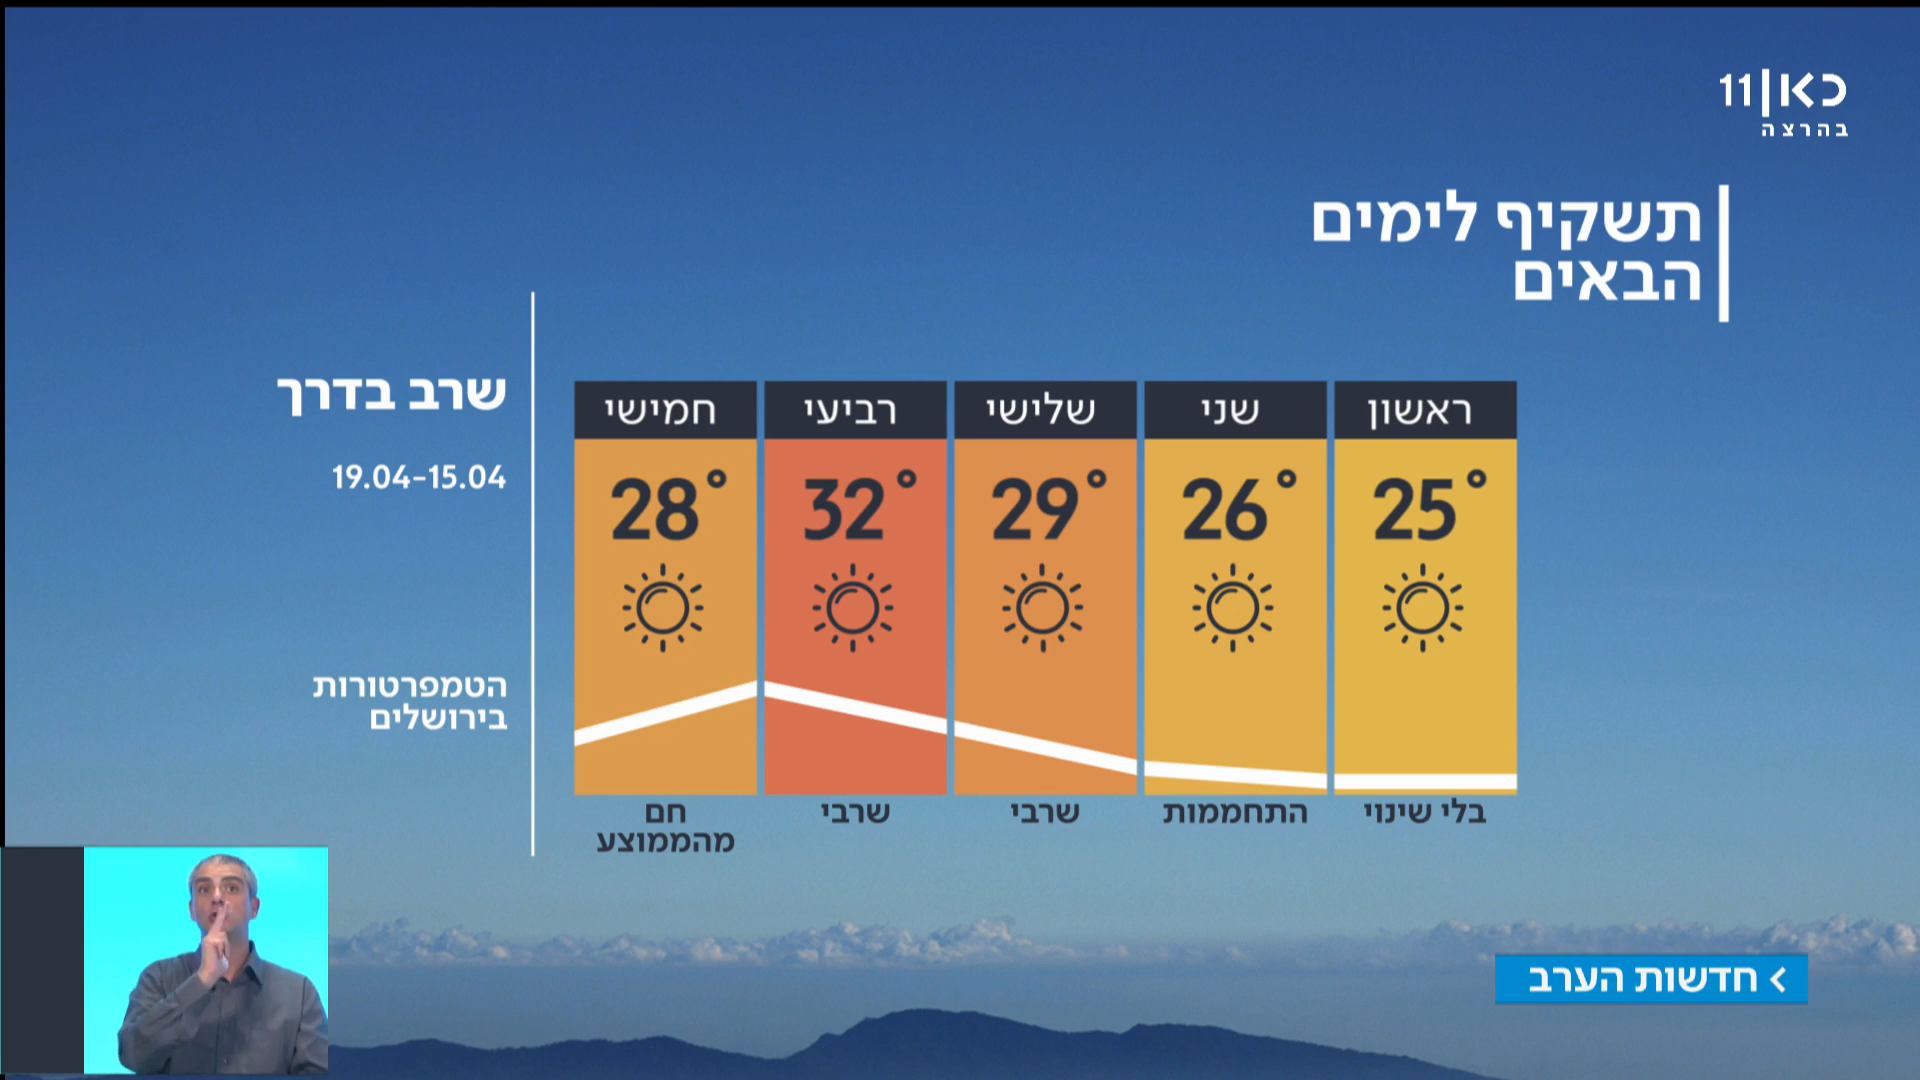 כאן|11
בהרצה
תשקיף לימים
הבאים
ראשון
25°
בלי שינוי
שני
26°
התחממות
שלישי
29°
שרבי
רביעי
32°
שרבי
חמישי
28°
חם
מהממוצע
שרב בדרך
19.04-15.04
הטמפרטורות
בירושלים
חדשות הערב